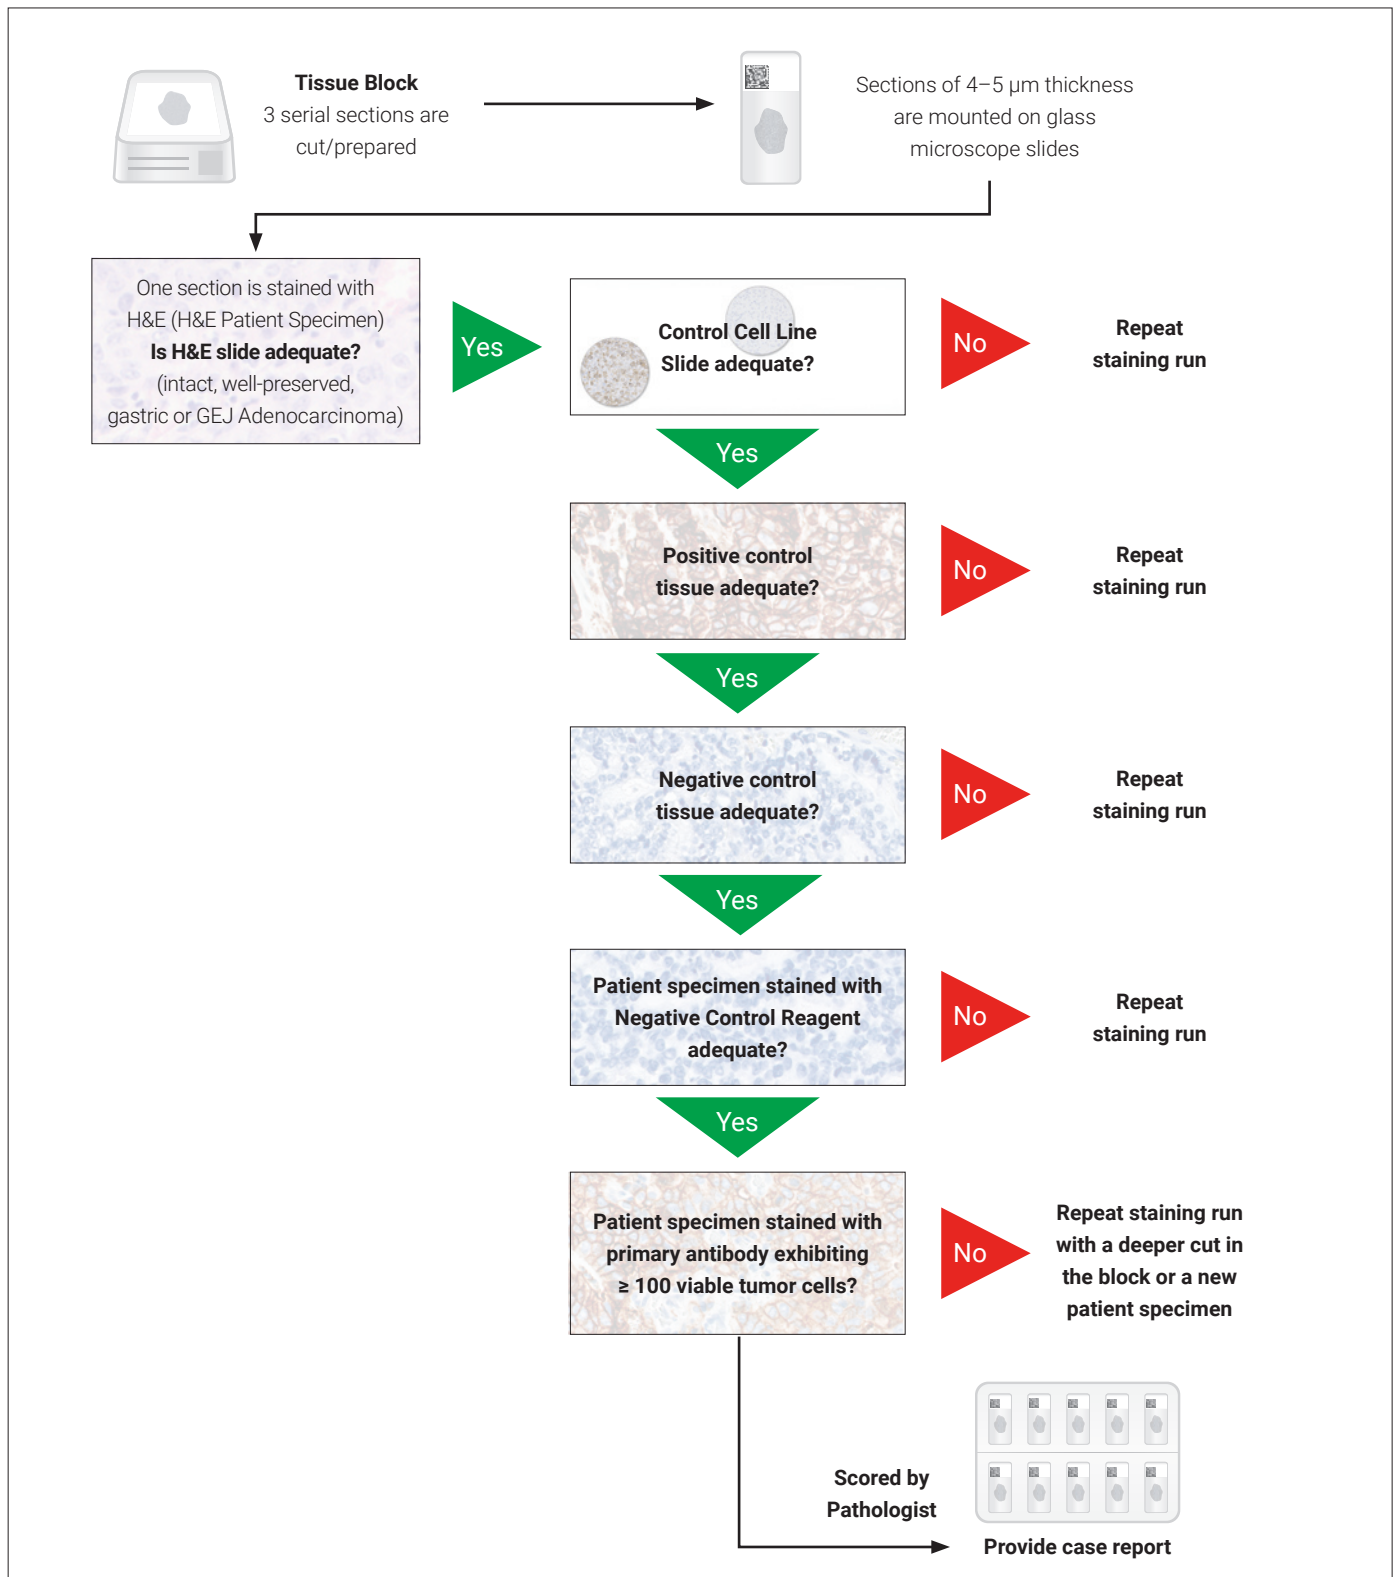 Tissue Block
3 serial sections are
cut/prepared
Sections of 4–5 µm thickness
are mounted on glass
microscope slides
One section is stained with
H&E (H&E Patient Specimen)
Is H&E slide adequate?
(intact, well-preserved,
gastric or GEJ Adenocarcinoma)
Yes
Control Cell Line
Slide adequate?
No
Repeat
staining run
Yes
Positive control
tissue adequate?
No
Repeat
staining run
Yes
Negative control
tissue adequate?
No
Repeat
staining run
Yes
Patient specimen stained with
Negative Control Reagent
adequate?
No
Repeat
staining run
Yes
Patient specimen stained with
primary antibody exhibiting
≥ 100 viable tumor cells?
No
Repeat staining run
with a deeper cut in
the block or a new
patient specimen
Scored by
Pathologist
Provide case report